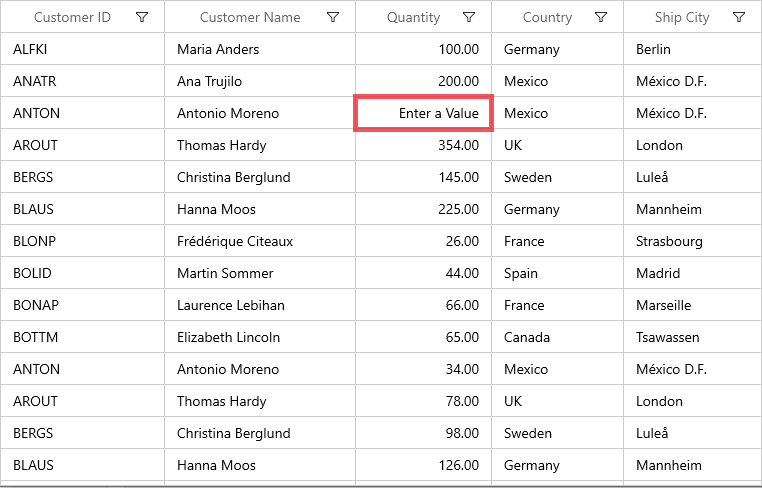 Customer ID Customer Name Quantity Country Ship City
ALFKI Maria Anders 100.00 Germany Berlin
ANATR Ana Trujilo 200.00 Mexico México D.F.
ANTON Antonio Moreno Enter a Value Mexico México D.F.
AROUT Thomas Hardy 354.00 UK London
BERGS Christina Berglund 145.00 Sweden Luleå
BLAUS Hanna Moos 225.00 Germany Mannheim
BLONP Frédérique Citeaux 26.00 France Strasbourg
BOLID Martin Sommer 44.00 Spain Madrid
BONAP Laurence Lebihan 66.00 France Marseille
BOTTM Elizabeth Lincoln 65.00 Canada Tsawassen
ANTON Antonio Moreno 34.00 Mexico México D.F.
AROUT Thomas Hardy 78.00 UK London
BERGS Christina Berglund 98.00 Sweden Luleå
BLAUS Hanna Moos 126.00 Germany Mannheim